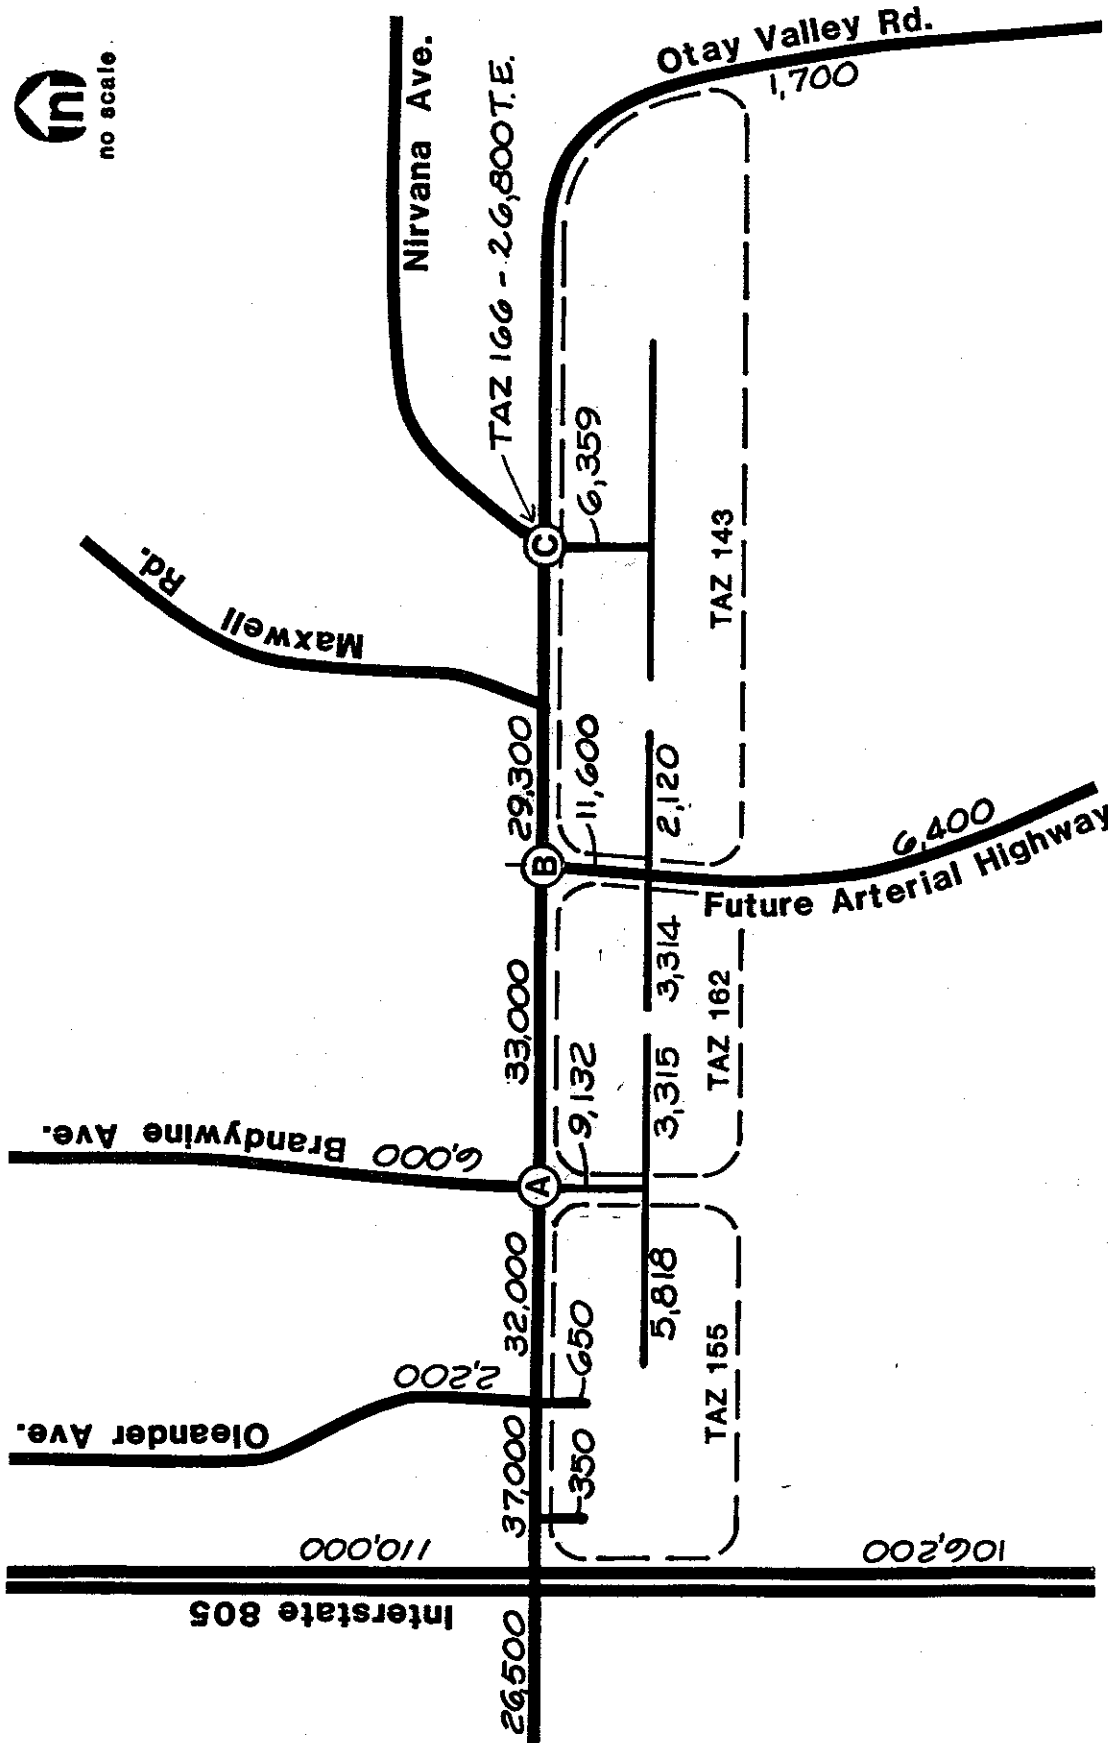 n
no scale
Otay Valley Rd.
1,700
Nirvana Ave.
TAZ 166 - 26,800 T.E.
C
6,359
Maxwell Rd.
TAZ 143
29,300
11,600
2,120
B
6,400
Future Arterial Highway
33,000
3,314
TAZ 162
9,132
3,315
Brandywine Ave.
6,000
A
32,000
5,818
650
2,200
Oleander Ave.
TAZ 155
37,000
350
110,000
106,200
Interstate 805
26,500